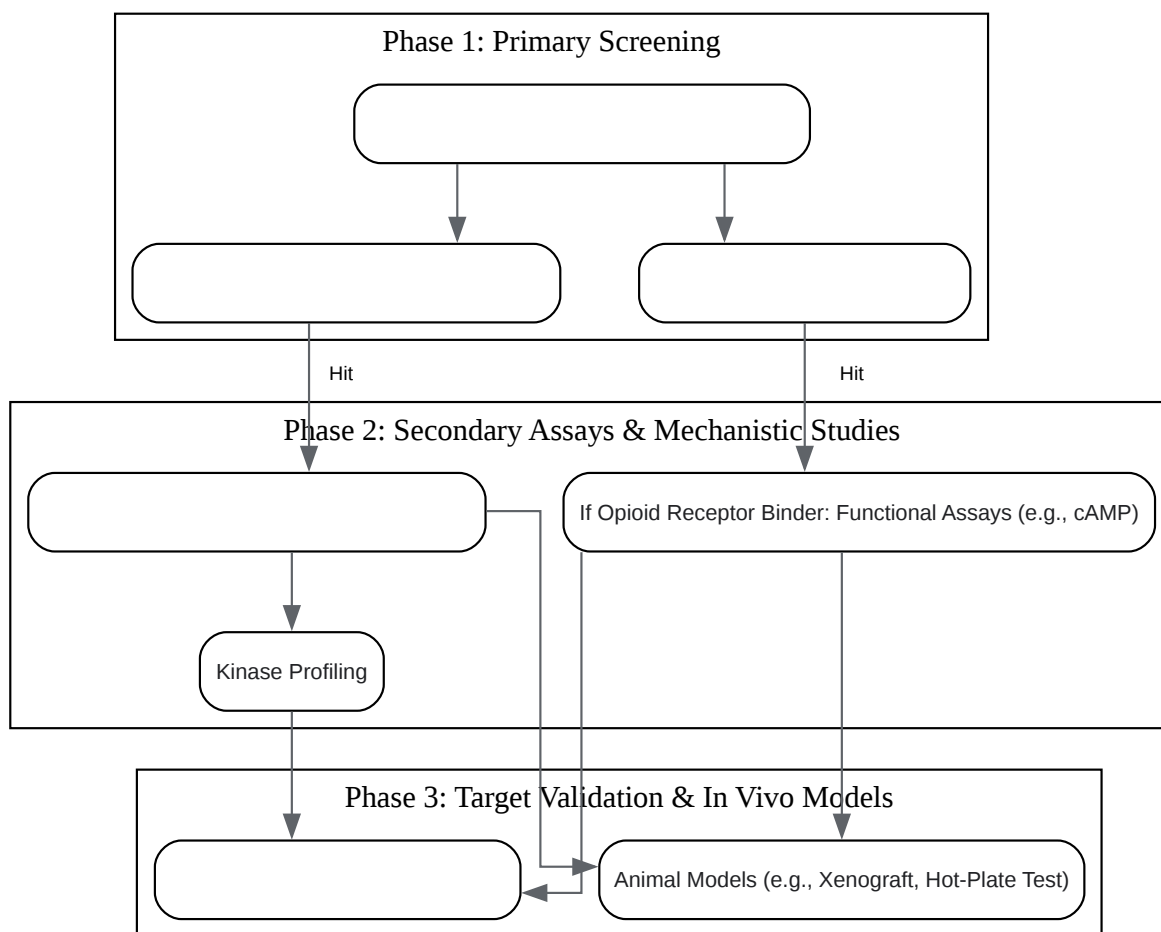 Phase 1: Primary Screening
Hit
Hit
Phase 2: Secondary Assays & Mechanistic Studies
If Opioid Receptor Binder: Functional Assays (e.g., cAMP)
Kinase Profiling
Phase 3: Target Validation & In Vivo Models
Animal Models (e.g., Xenograft, Hot-Plate Test)